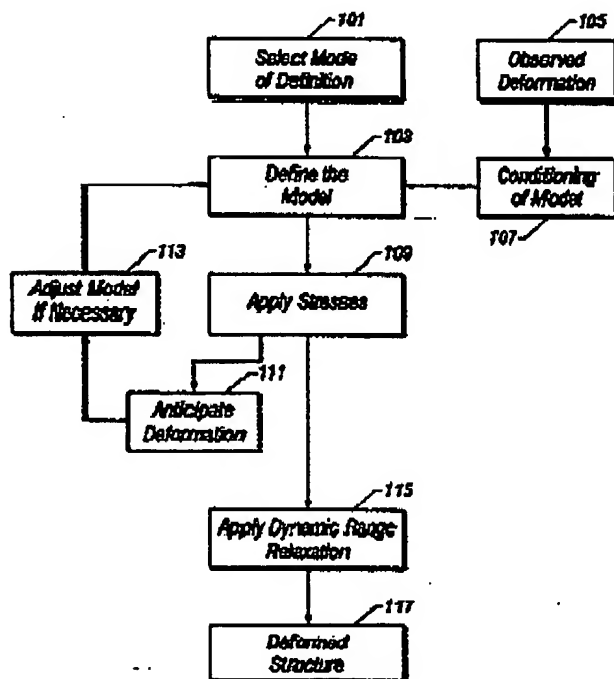 101
Select Mode
of Definition
105
Observed
Deformation
103
Define the
Model
Conditioning
of Model
107
113
Adjust Model
If Necessary
109
Apply Stresses
111
Anticipate
Deformation
115
Apply Dynamic Range
Relaxation
117
Deformed
Structure